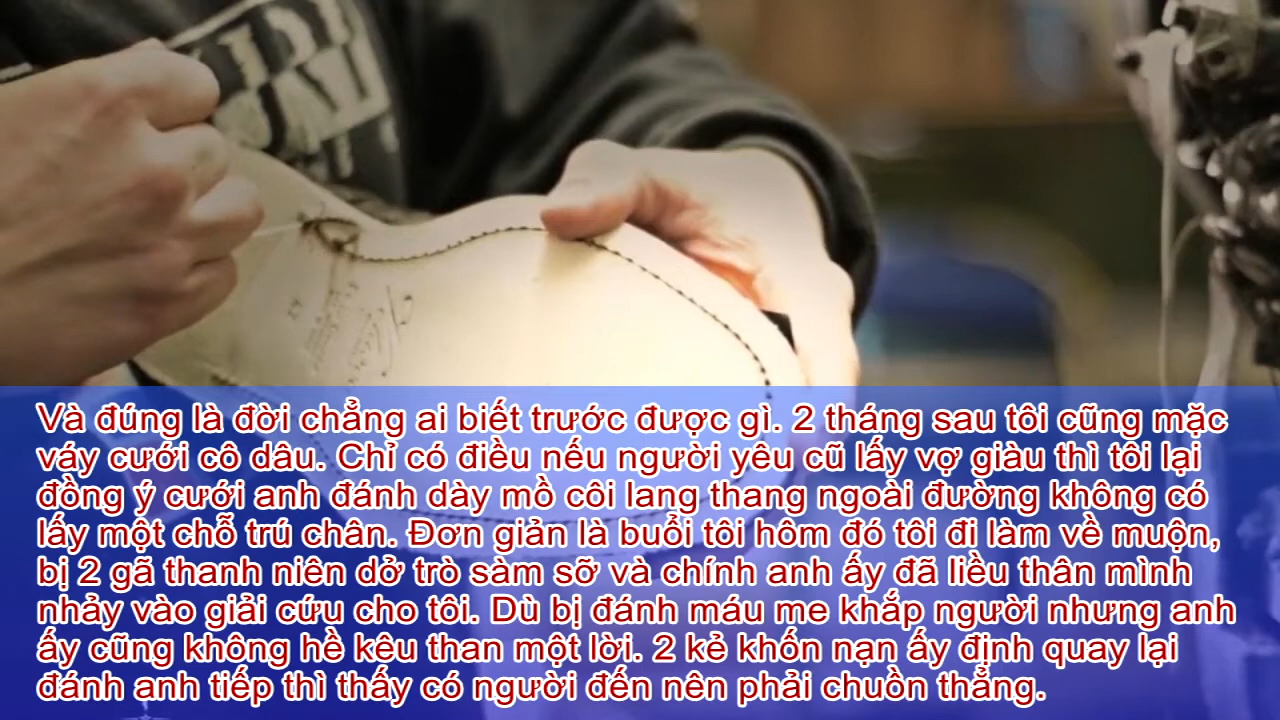 Và đúng là đời chẳng ai biết trước được gì. 2 tháng sau tôi cũng mặc
váy cưới cô dâu. Chỉ có điều nếu người yêu cũ lấy vợ giàu thì tôi lại
đồng ý cưới anh đánh dày mồ côi lang thang ngoài đường không có
lấy một chỗ trú chân. Đơn giản là buổi tôi hôm đó tôi đi làm về muộn,
bị 2 gã thanh niên dở trò sàm sỡ và chính anh ấy đã liều thân mình
nhảy vào giải cứu cho tôi. Dù bị đánh máu me khắp người nhưng anh
ấy cũng không hề kêu than một lời. 2 kẻ khốn nạn ấy định quay lại
đánh anh tiếp thì thấy có người đến nên phải chuồn thẳng.